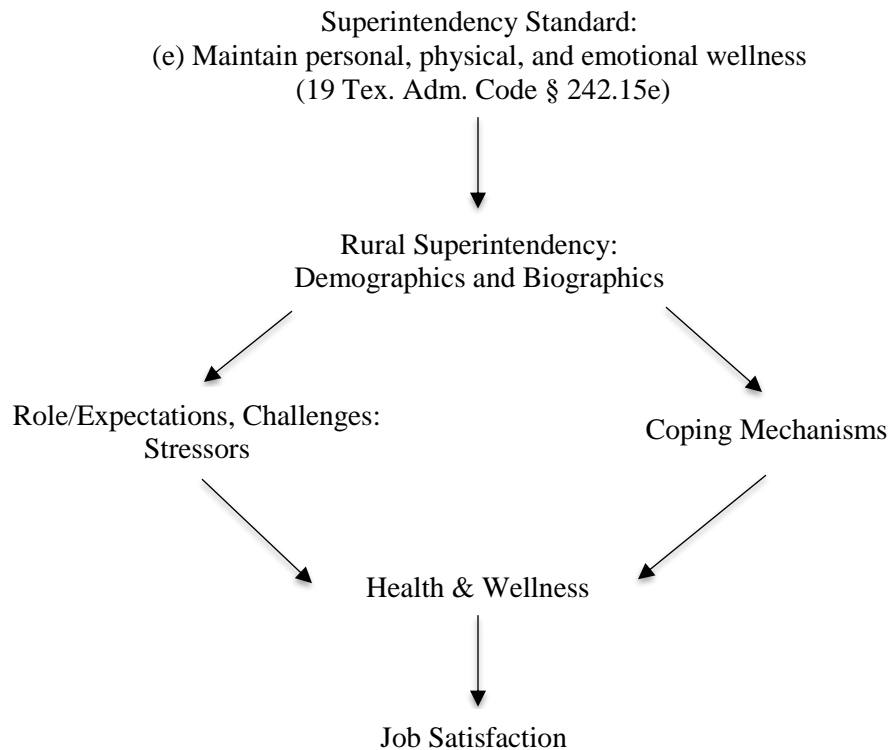 Superintendency Standard:
(e) Maintain personal, physical, and emotional wellness
(19 Tex. Adm. Code § 242.15e)
Rural Superintendency:
Demographics and Biographics
Role/Expectations, Challenges:
Stressors
Coping Mechanisms
Health & Wellness
Job Satisfaction